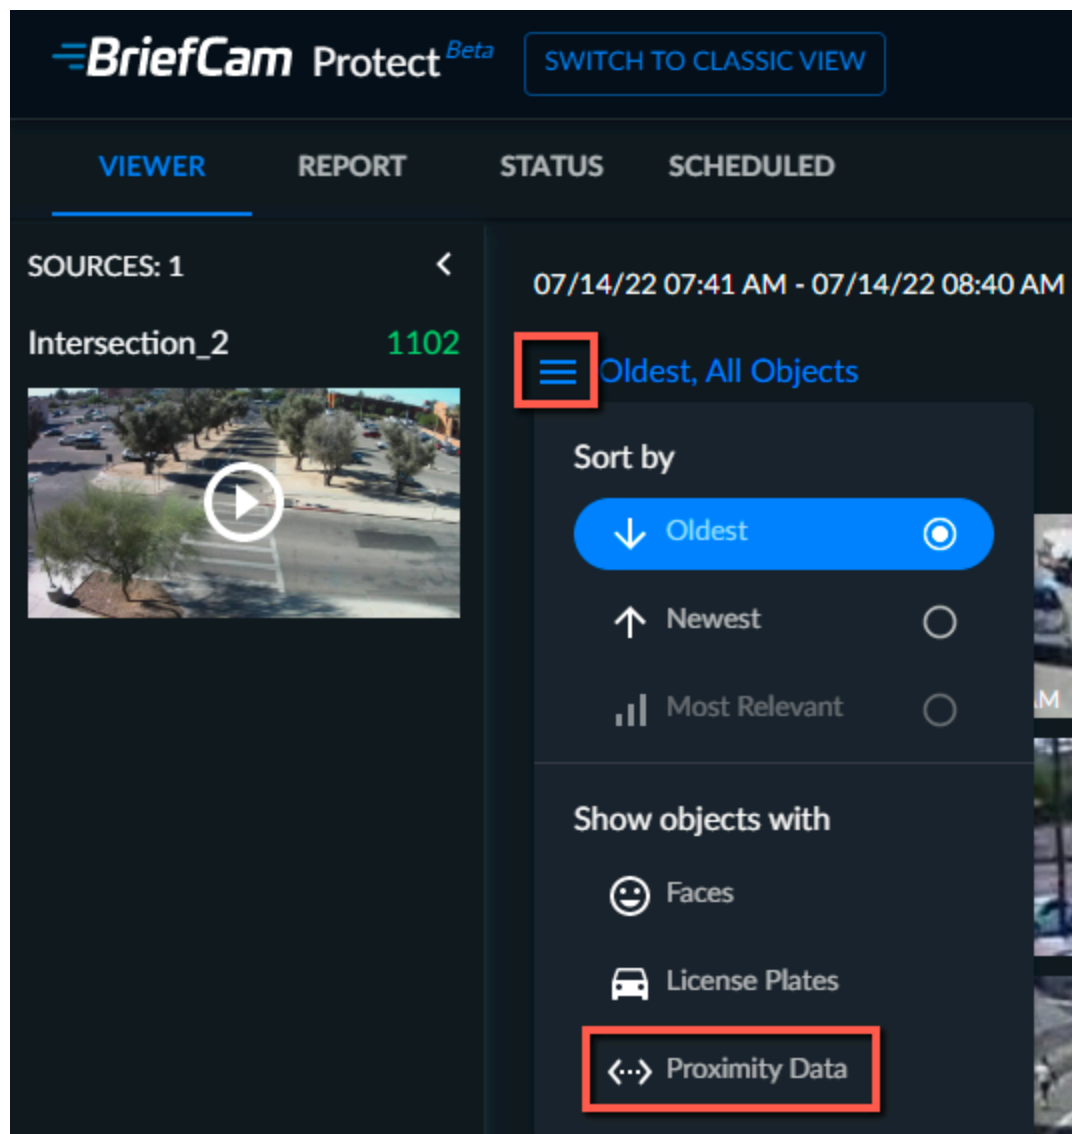 BriefCam Protect Beta SWITCH TO CLASSIC VIEW
VIEWER REPORT STATUS SCHEDULED
SOURCES: 1
07/14/22 07:41 AM - 07/14/22 08:40 AM
Intersection_2 1102
Oldest, All Objects
Sort by
Oldest
Newest
Most Relevant
AM
Show objects with
Faces
License Plates
Proximity Data